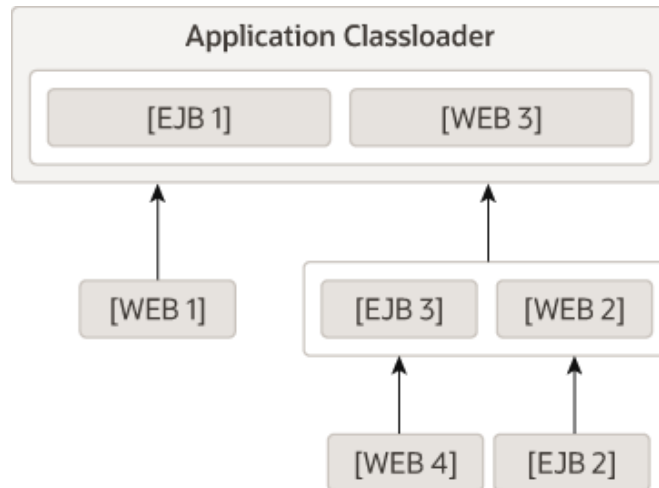 Application Classloader
[EJB 1] [WEB 3]
[WEB 1] [EJB 3] [WEB 2]
[WEB 4] [EJB 2]